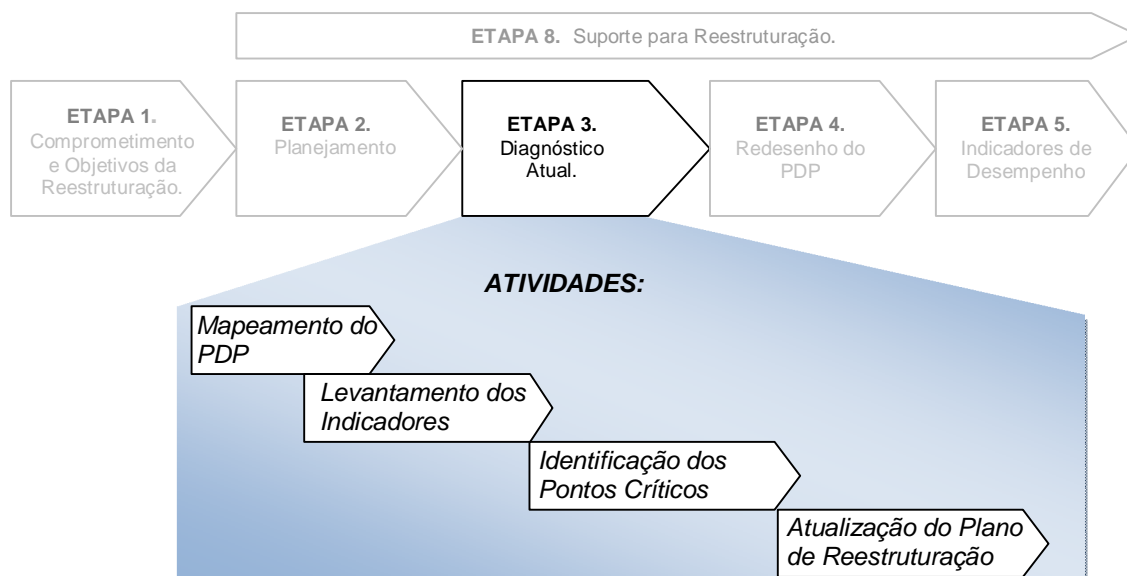 ETAPA 8. Suporte para Reestruturação.
ETAPA 1.
Comprometimento
e Objetivos da
Reestruturação.
ETAPA 2.
Planejamento
ETAPA 3.
Diagnóstico
Atual.
ETAPA 4.
Redesenho do
PDP
ETAPA 5.
Indicadores de
Desempenho
ATIVIDADES:
Mapeamento do
PDP
Levantamento dos
Indicadores
Identificação dos
Pontos Críticos
Atualização do Plano
de Reestruturação